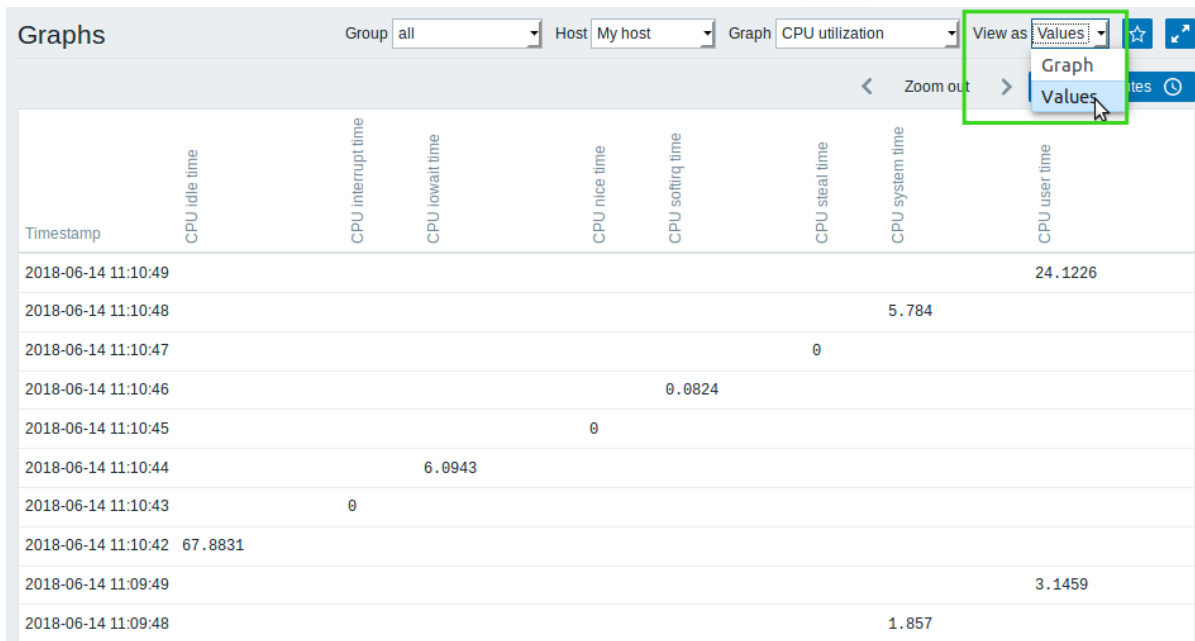 Graphs Group all Host My host Graph CPU utilization View as Values
Graph
Zoom out
Values
Timestamp CPU idle time CPU interrupt time CPU iowait time CPU nice time CPU softirq time CPU steal time CPU system time CPU user time
2018-06-14 11:10:49 24.1226
2018-06-14 11:10:48 5.784
2018-06-14 11:10:47 0
2018-06-14 11:10:46 0.0824
2018-06-14 11:10:45 0
2018-06-14 11:10:44 6.0943
2018-06-14 11:10:43 0
2018-06-14 11:10:42 67.8831
2018-06-14 11:09:49 3.1459
2018-06-14 11:09:48 1.857